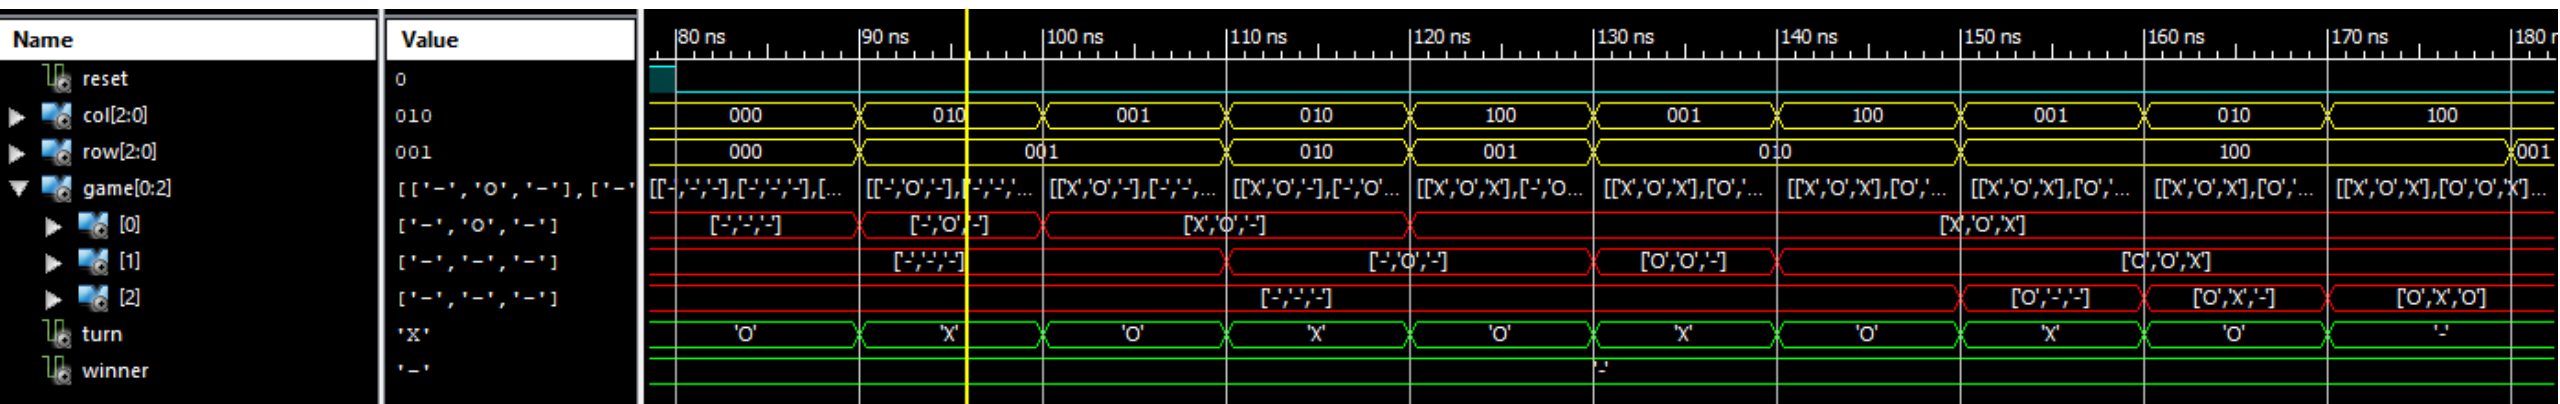 Name Value 80 ns 90 ns 100 ns 110 ns 120 ns 130 ns 140 ns 150 ns 160 ns 170 ns 180 n
reset 0
col[2:0] 010 000 010 001 010 100 001 100 001 010 100
row[2:0] 001 000 001 010 001 010 100 001
game[0:2] [['-','O','-'],['-' [['-','-','-'],['-','-','-'],[... [['-','O','-'],['-','-','... [['X','O','-'],['-','-,... [['X','O','-'],['-','O'... [['X','O','X'],['-','O... [['X','O','X'],['O','... [['X','O','X'],['O','... [['X','O','X'],['O','... [['X','O','X'],['O','... [['X','O','X'],['O','O','X']...
[0] ['-','O','-'] ['-','-','-'] ['-','O','-'] ['X','O','-'] ['X','O','X']
[1] ['-','-','-'] ['-','-','-'] ['-','O','-'] ['O','O','-'] ['O','O','X']
[2] ['-','-','-'] ['-','-','-'] ['O','-','-'] ['O','X','-'] ['O','X','O']
turn 'X' 'O' 'X' 'O' 'X' 'O' 'X' 'O' 'X' 'O' '-'
winner '-' '-'